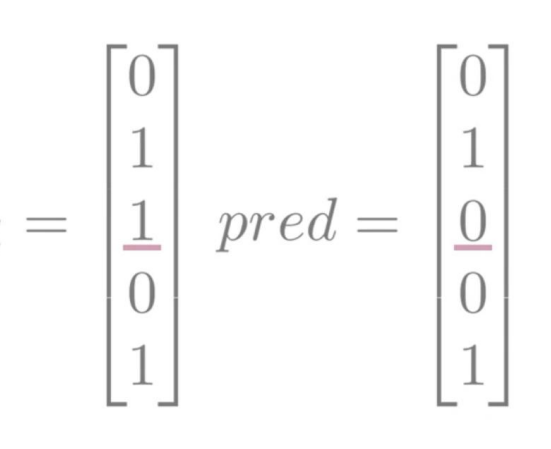 = [0 1 1 0 1] pred = [0 1 0 0 1]